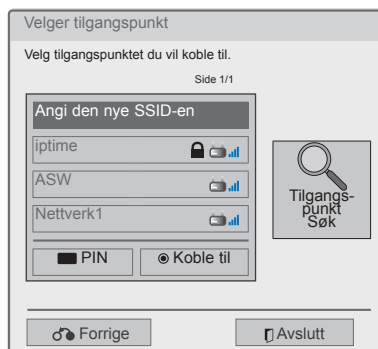 Velger tilgangspunkt
Velg tilgangspunktet du vil koble til.
Side 1/1
Angi den nye SSID-en
iptime
ASW
Nettverk1
PIN
Koble til
Tilgangs-
punkt
Søk
Forrige
Avslutt